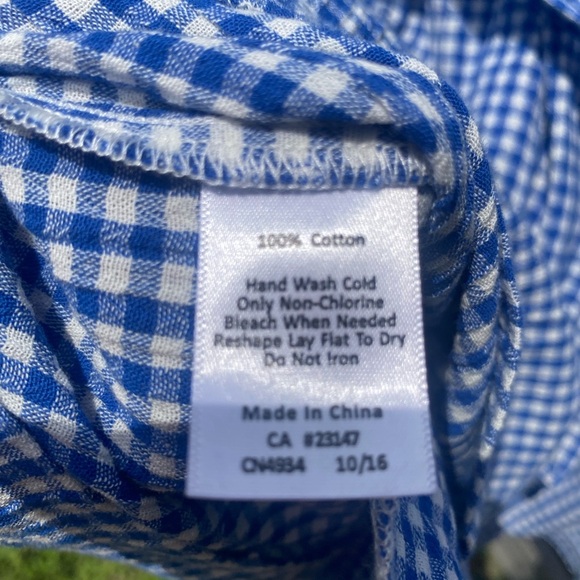 100% Cotton
Hand Wash Cold
Only Non-Chlorine
Bleach When Needed
Reshape Lay Flat To Dry
Do Not Iron
Made In China
CA #23147
CN4934 10/16